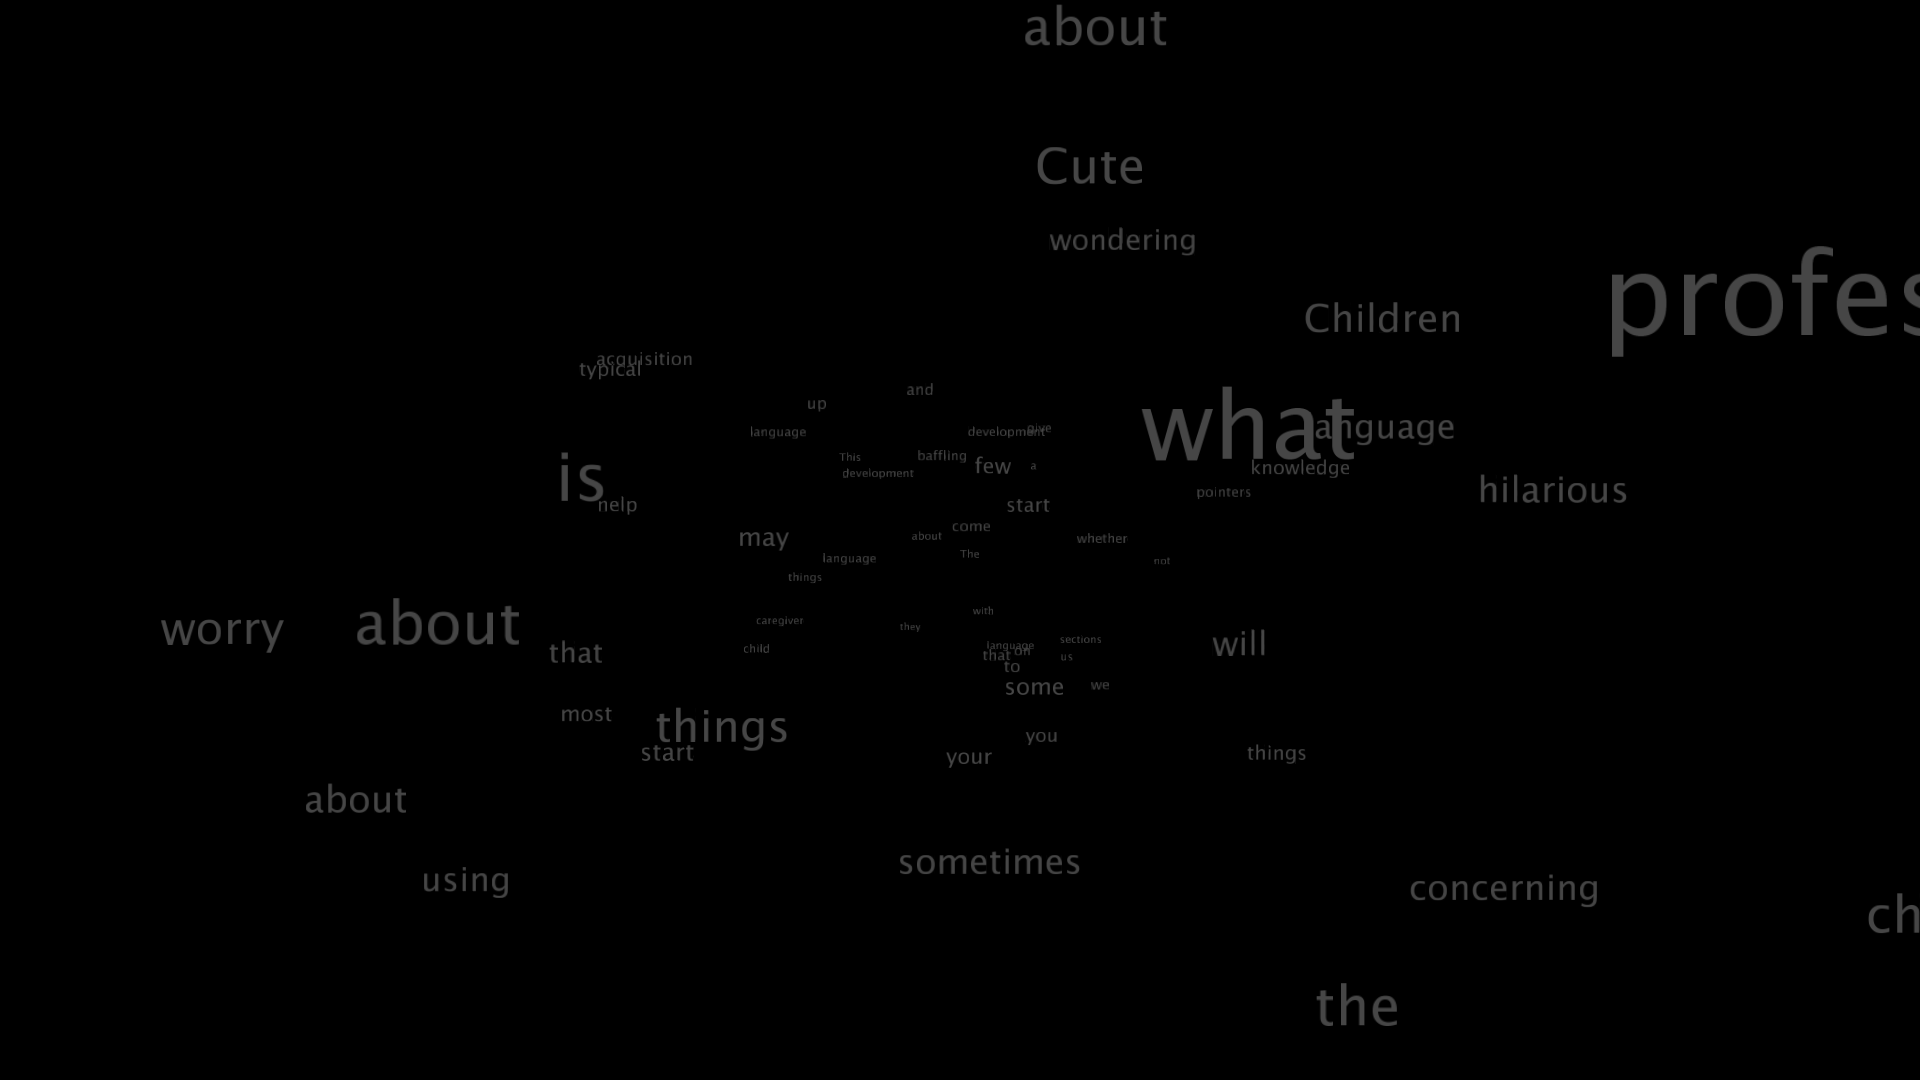 about
Cute
wondering
profes
Children
acquisition
typical
and
up
what
anguage
give
development
language
This
baffling
few
a
knowledge
development
is
hilarious
pointers
help
start
come
may
about
whether
The
language
not
things
with
caregiver
worry
about
they
sections
will
language
child
that
on
that
us
to
some
we
most
things
you
start
your
things
about
sometimes
using
concerning
ch
the